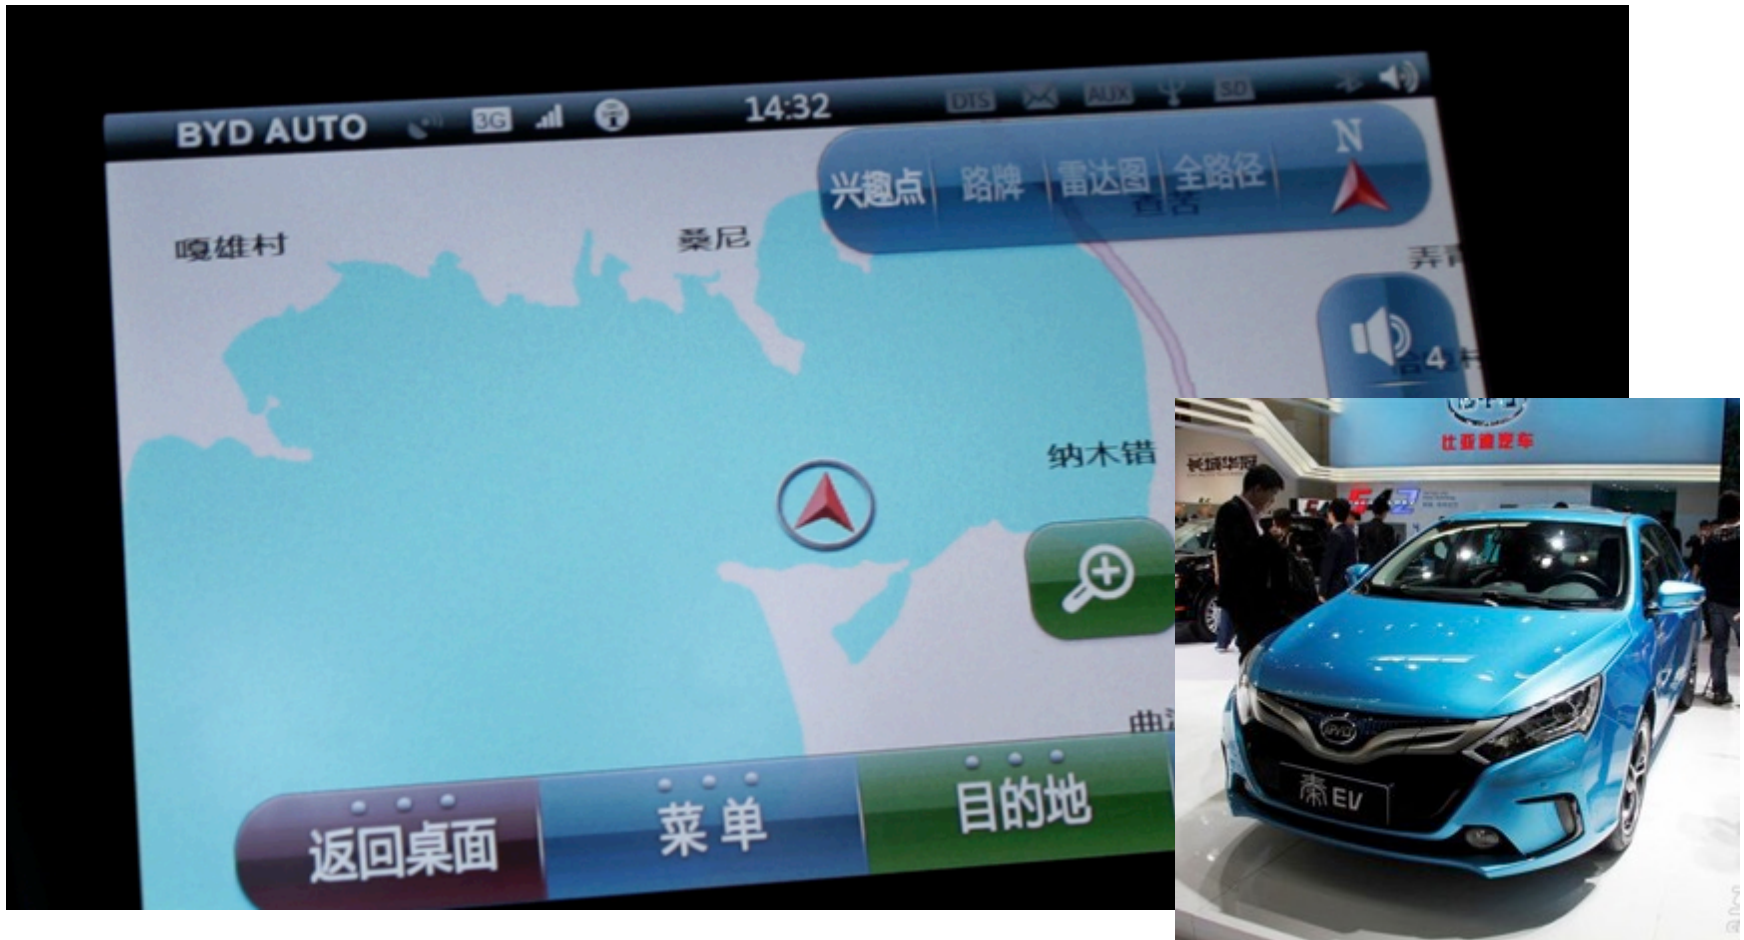 BYD AUTO 3G 14:32 DTS AUX SD
N
兴趣点 路牌 雷达图 全路径
嘎雄村
桑尼
4
纳木错
返回桌面
菜单
目的地
比亚迪汽车
秦EV